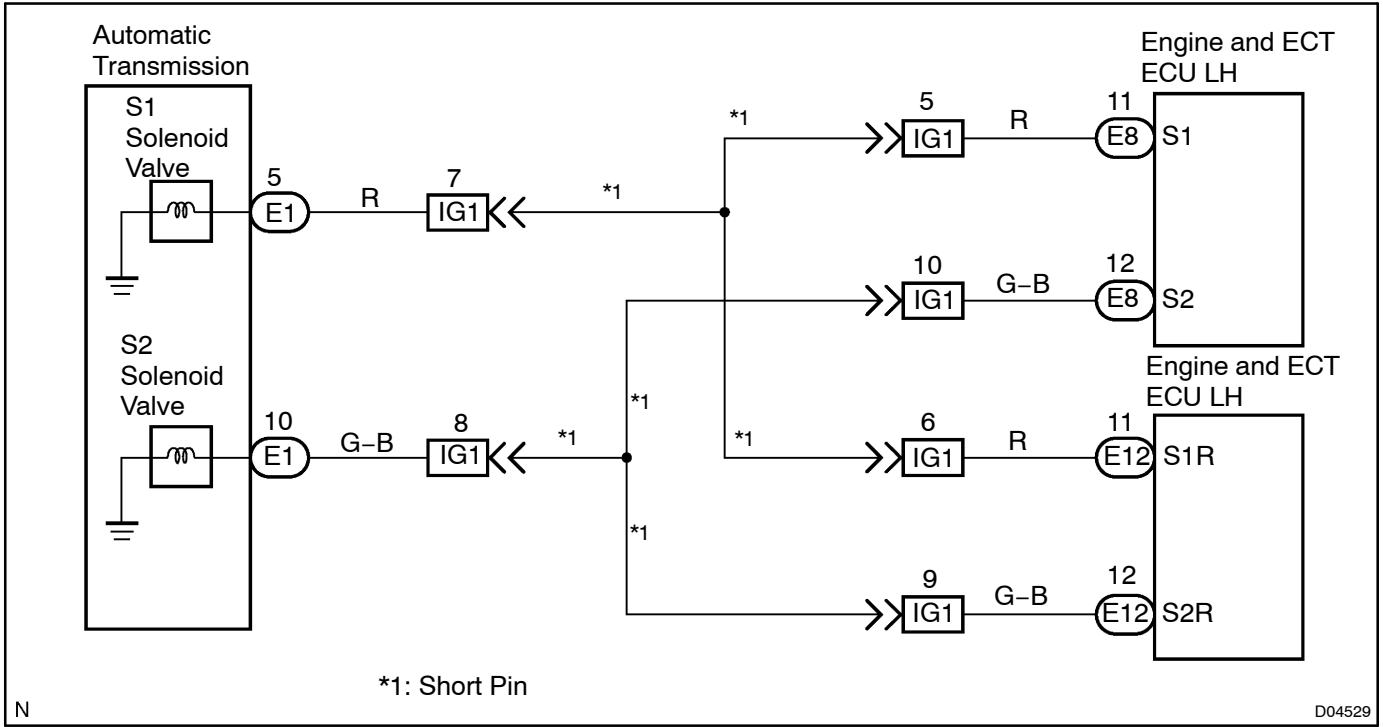 Automatic
Transmission
S1
Solenoid
Valve
5
E1
R
7
IG1
*1
S2
Solenoid
Valve
10
E1
G–B
8
IG1
*1
*1
*1
*1
*1
5
IG1
R
11
E8
S1
10
IG1
G–B
12
E8
S2
Engine and ECT
ECU LH
6
IG1
R
11
E12
S1R
9
IG1
G–B
12
E12
S2R
Engine and ECT
ECU LH
*1: Short Pin
N
D04529